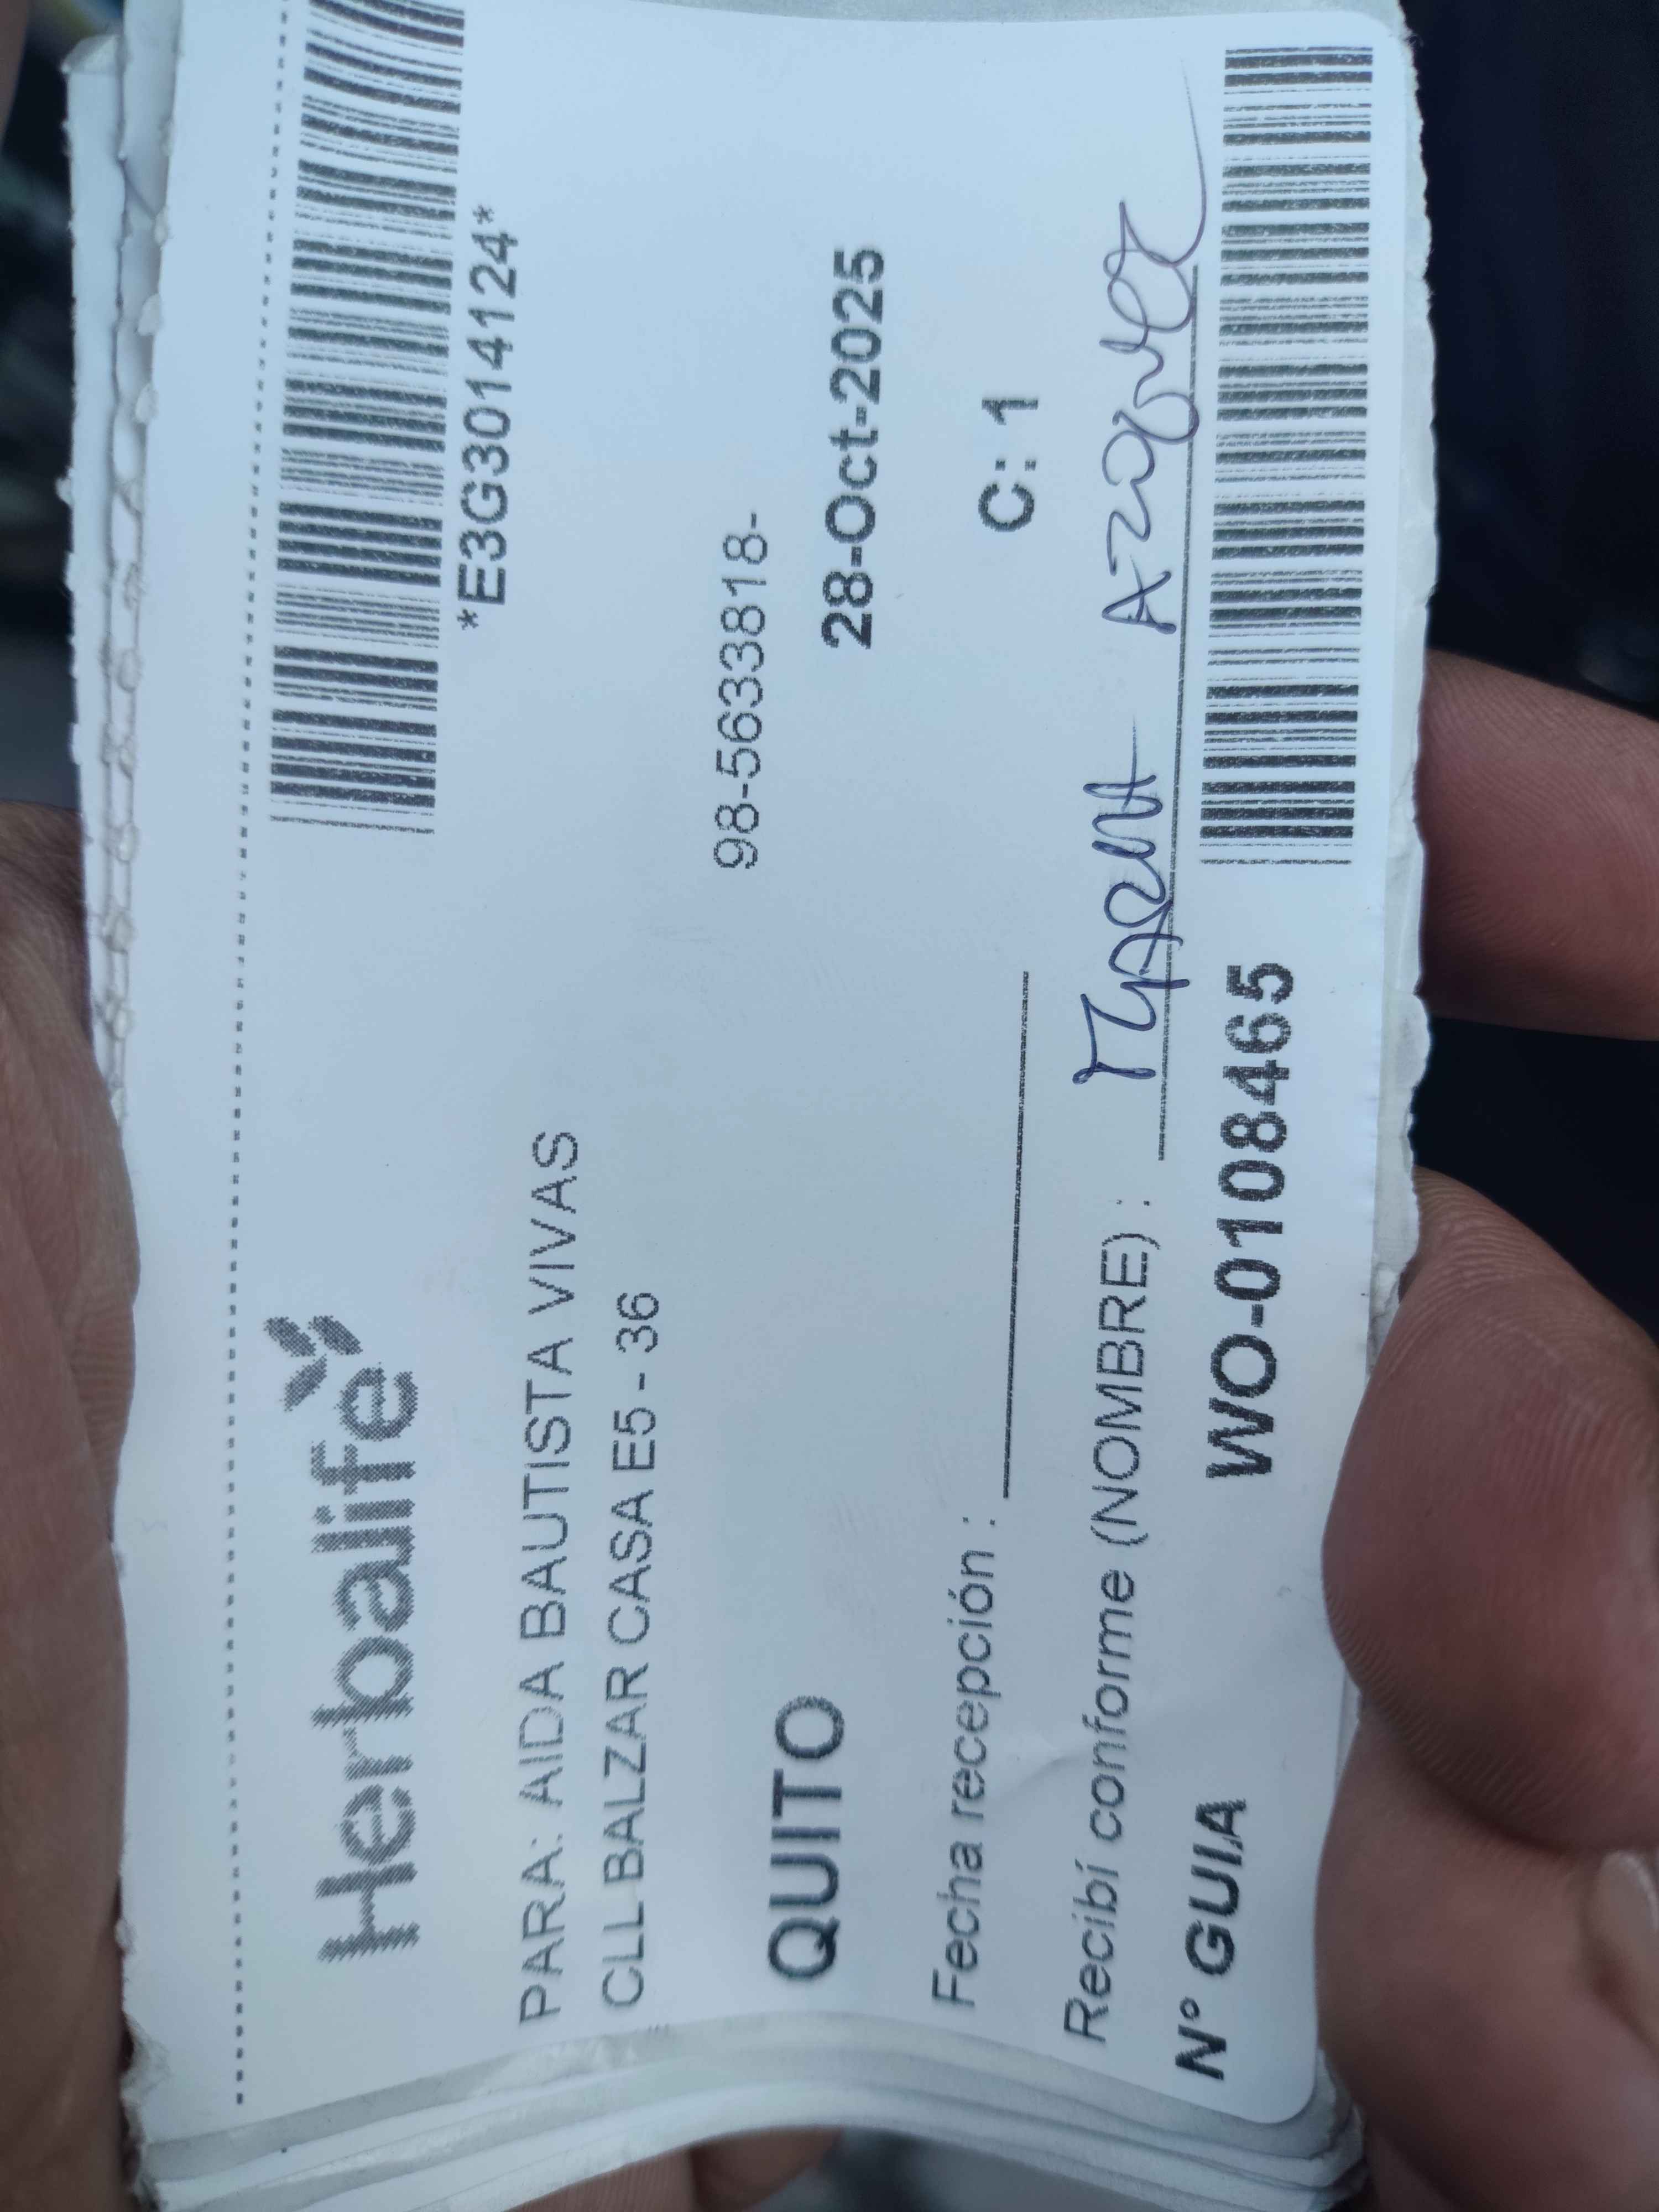 Herbalife
*E3G3014124*
PARA: AIDA BAUTISTA VIVAS
CLL BALZAR CASA E5 - 36
98-5633818-
QUITO
28-Oct-2025
Fecha recepción :
C: 1
Recibí conforme (NOMBRE) :
N° GUIA WO-0108465